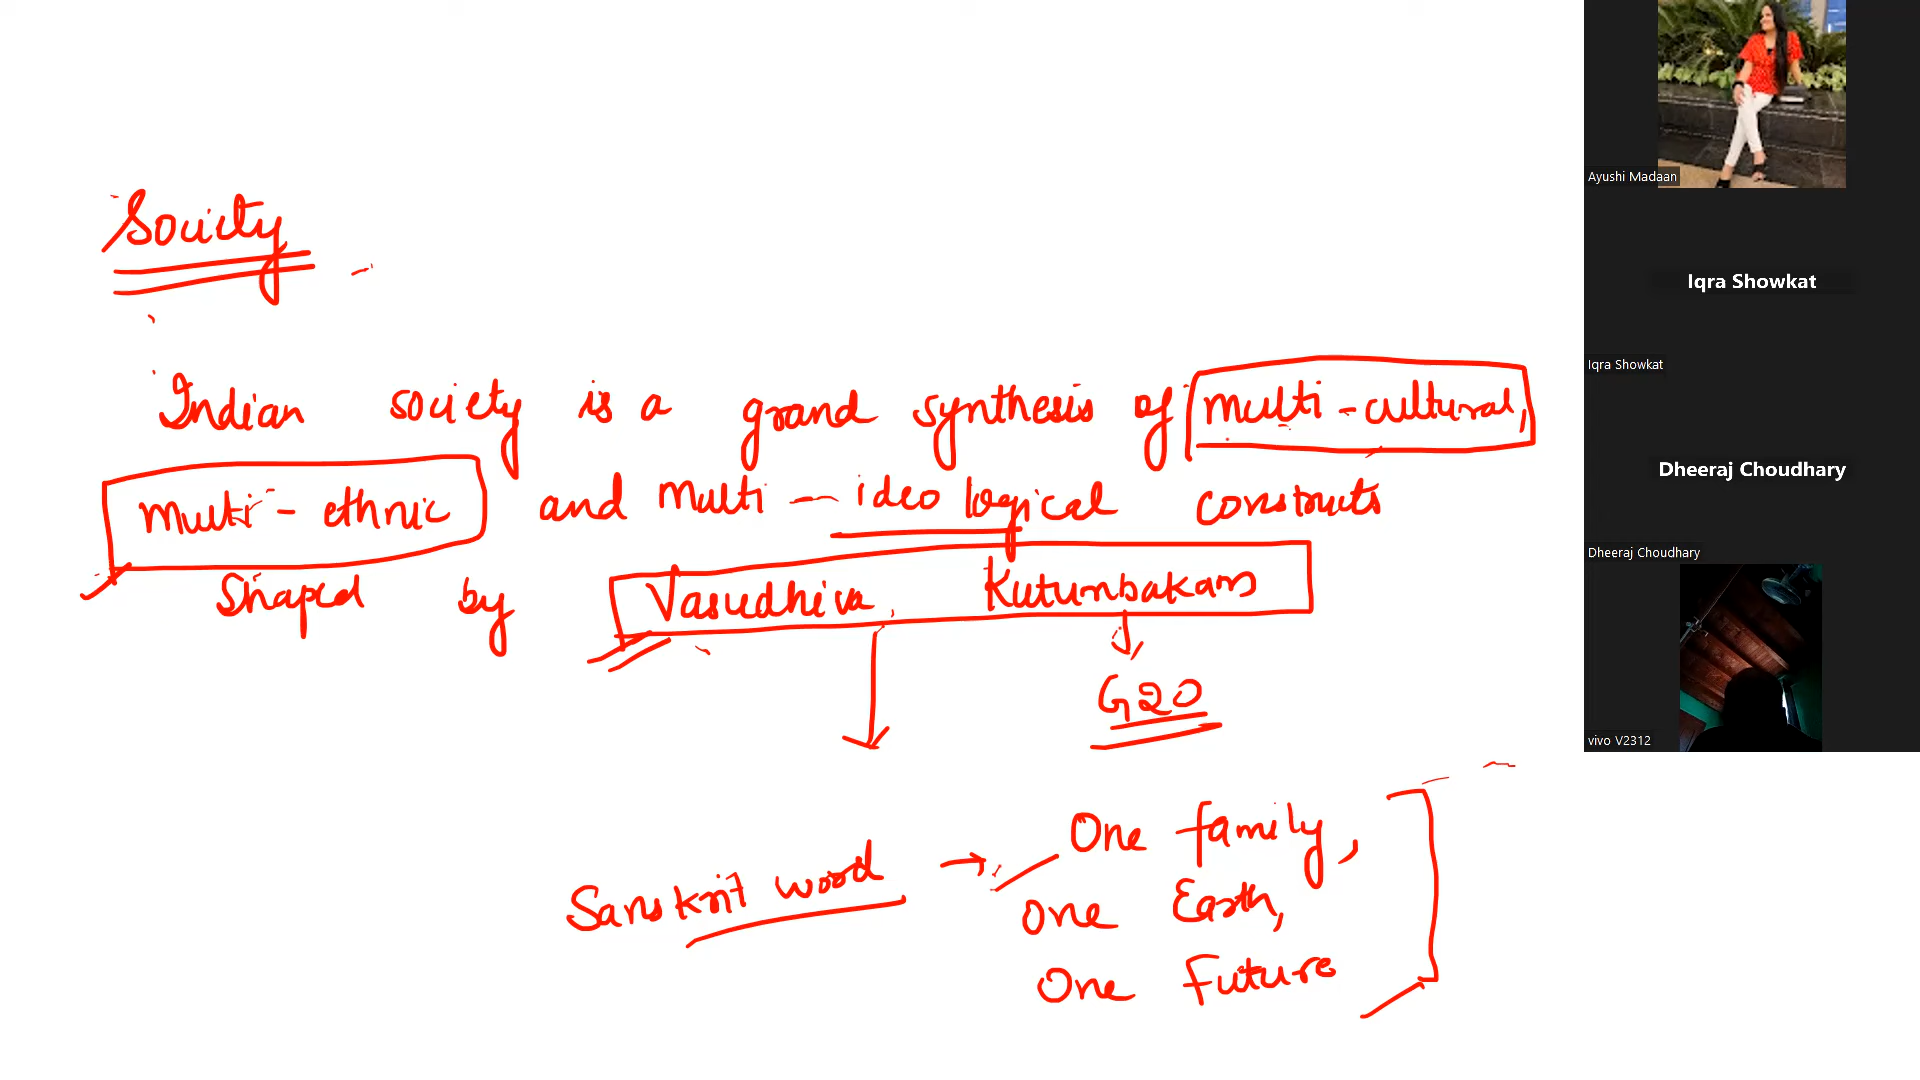 Society
Indian society is a grand synthesis of multi-cultural,
multi-ethnic and multi-ideological constructs
shaped by Vasudhiva Kutumbakam
G20
Sanskrit word → One family,
One Earth,
One Future
Ayushi Madaan
Iqra Showkat
Iqra Showkat
Dheeraj Choudhary
Dheeraj Choudhary
vivo V2312